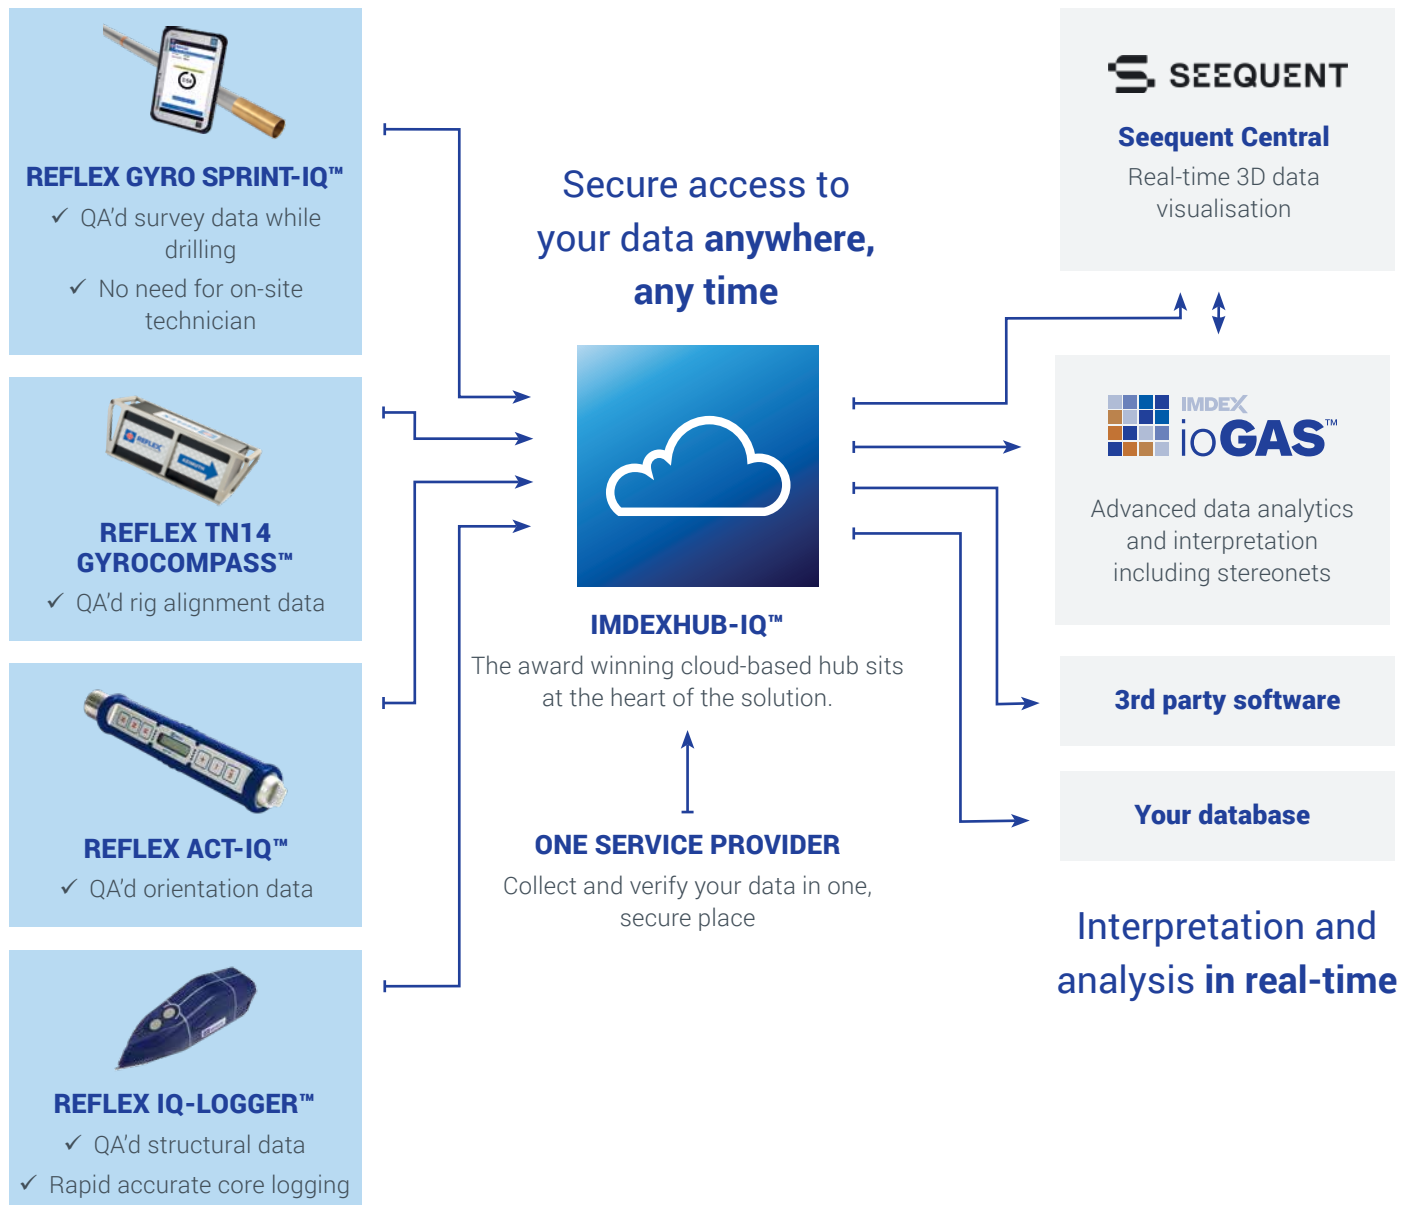 REFLEX GYRO SPRINT-IQ™
✓ QA'd survey data while
drilling
✓ No need for on-site
technician
REFLEX
REFLEX TN14
GYROCOMPASS™
✓ QA'd rig alignment data
REFLEX ACT-IQ™
✓ QA'd orientation data
REFLEX IQ-LOGGER™
✓ QA'd structural data
✓ Rapid accurate core logging
Secure access to
your data anywhere,
any time
IMDEXHUB-IQ™
The award winning cloud-based hub sits
at the heart of the solution.
ONE SERVICE PROVIDER
Collect and verify your data in one,
secure place
SEEQUENT
Seequent Central
Real-time 3D data
visualisation
IMDEX
ioGAS™
Advanced data analytics
and interpretation
including stereonets
3rd party software
Your database
Interpretation and
analysis in real-time